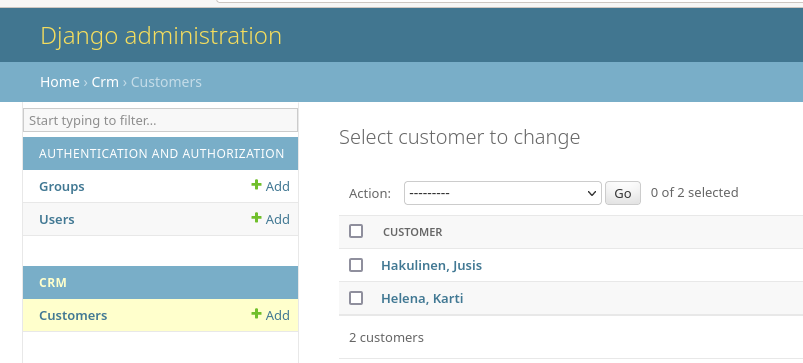 Django administration
Home › Crm › Customers
Start typing to filter...
AUTHENTICATION AND AUTHORIZATION
Groups + Add
Users + Add
CRM
Customers + Add
Select customer to change
Action: --------- Go 0 of 2 selected
CUSTOMER
Hakulinen, Jusis
Helena, Karti
2 customers